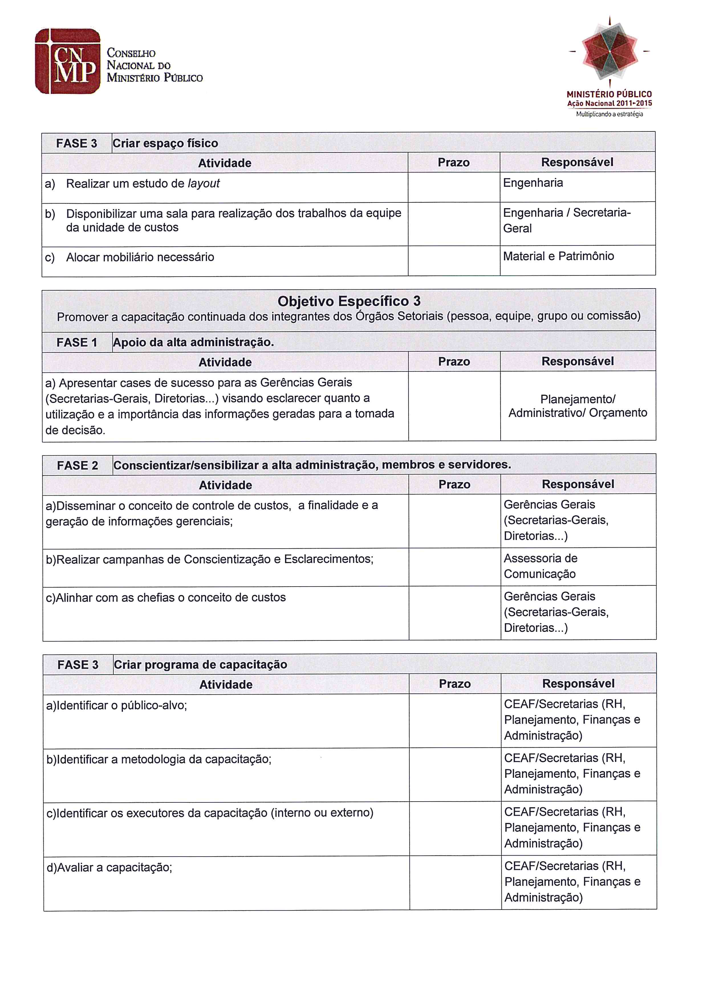 CN
MP
CONSELHO
NACIONAL DO
MINISTÉRIO PÚBLICO
MINISTÉRIO PÚBLICO
Ação Nacional 2011-2015
Multiplicando a estratégia
FASE 3 Criar espaço físico
Atividade Prazo Responsável
a) Realizar um estudo de layout Engenharia
b) Disponibilizar uma sala para realização dos trabalhos da equipe
da unidade de custos
Engenharia / Secretaria-
Geral
c) Alocar mobiliário necessário Material e Patrimônio
Objetivo Específico 3
Promover a capacitação continuada dos integrantes dos Órgãos Setoriais (pessoa, equipe, grupo ou comissão)
FASE 1 Apoio da alta administração.
Atividade Prazo Responsável
a) Apresentar cases de sucesso para as Gerências Gerais
(Secretarias-Gerais, Diretorias...) visando esclarecer quanto a
utilização e a importância das informações geradas para a tomada
de decisão.
Planejamento/
Administrativo/ Orçamento
FASE 2 Conscientizar/sensibilizar a alta administração, membros e servidores.
Atividade Prazo Responsável
a)Disseminar o conceito de controle de custos, a finalidade e a
geração de informações gerenciais;
Gerências Gerais
(Secretarias-Gerais,
Diretorias...)
b)Realizar campanhas de Conscientização e Esclarecimentos;
Assessoria de
Comunicação
c)Alinhar com as chefias o conceito de custos
Gerências Gerais
(Secretarias-Gerais,
Diretorias...)
FASE 3 Criar programa de capacitação
Atividade Prazo Responsável
a)Identificar o público-alvo;
CEAF/Secretarias (RH,
Planejamento, Finanças e
Administração)
b)Identificar a metodologia da capacitação;
CEAF/Secretarias (RH,
Planejamento, Finanças e
Administração)
c)Identificar os executores da capacitação (interno ou externo)
CEAF/Secretarias (RH,
Planejamento, Finanças e
Administração)
d)Avaliar a capacitação;
CEAF/Secretarias (RH,
Planejamento, Finanças e
Administração)